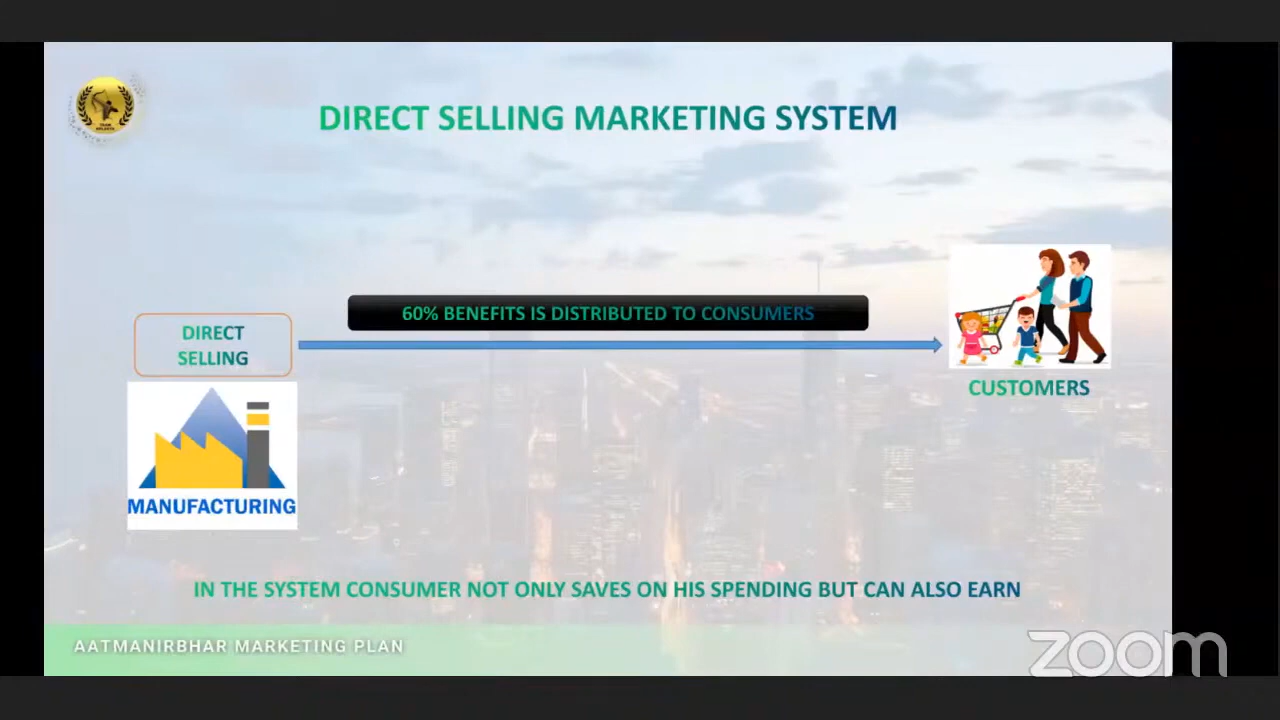 DIRECT SELLING MARKETING SYSTEM
60% BENEFITS IS DISTRIBUTED TO CONSUMERS
DIRECT
SELLING
CUSTOMERS
MANUFACTURING
IN THE SYSTEM CONSUMER NOT ONLY SAVES ON HIS SPENDING BUT CAN ALSO EARN
AATMANIRBHAR MARKETING PLAN
zoom